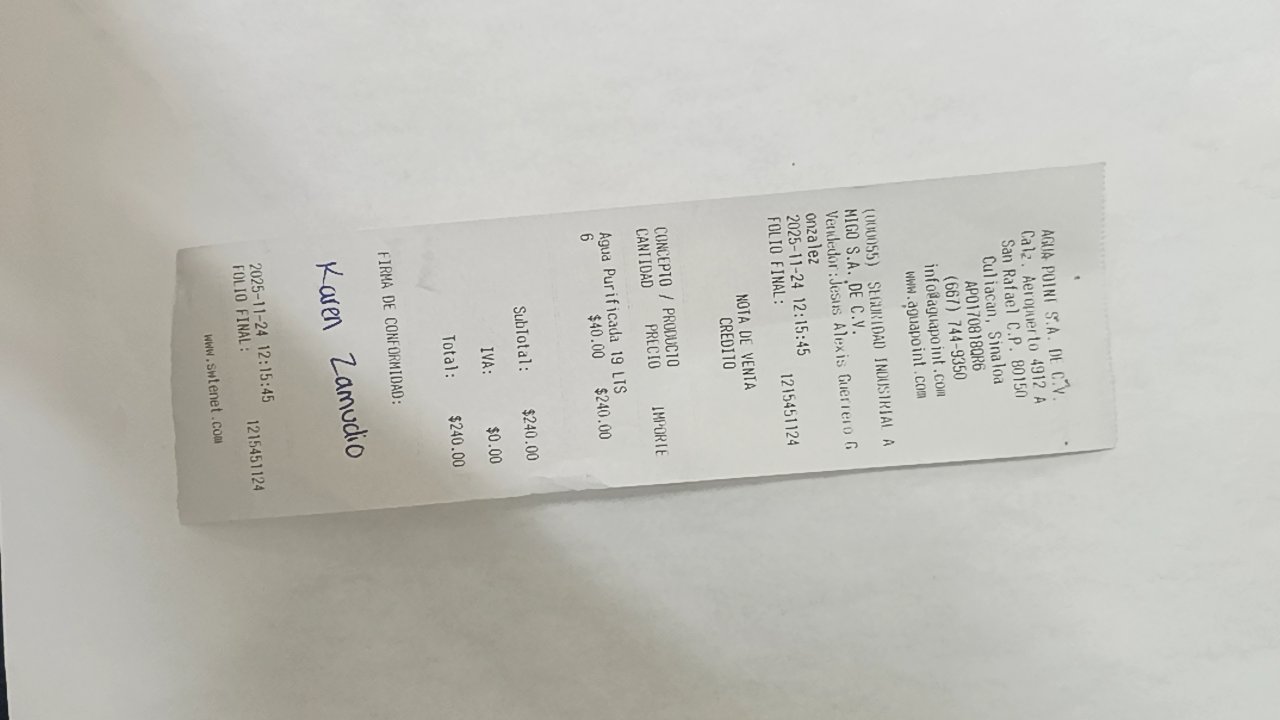 AGUA POINT S.A. DE C.V.
Calz. Aeropuerto 4912 A
San Rafael C.P. 80150
Culiacan, Sinaloa
APO170818QR6
(667) 744-9350
info@aguapoint.com
www.aguapoint.com
(0000155) SEGURIDAD INDUSTRIAL A
MIGO S.A. DE C.V.
Vendedor:Jesus Alexis Guerrero G
onzalez
2025-11-24 12:15:45 1215451124
FOLIO FINAL:
NOTA DE VENTA
CREDITO
CONCEPTO / PRODUCTO
CANTIDAD PRECIO IMPORTE
Agua Purificada 19 LTS
6 $40.00 $240.00
SubTotal: $240.00
IVA: $0.00
Total: $240.00
FIRMA DE CONFORMIDAD:
Karen Zamudio
2025-11-24 12:15:45 1215451124
FOLIO FINAL:
www.swtenet.com